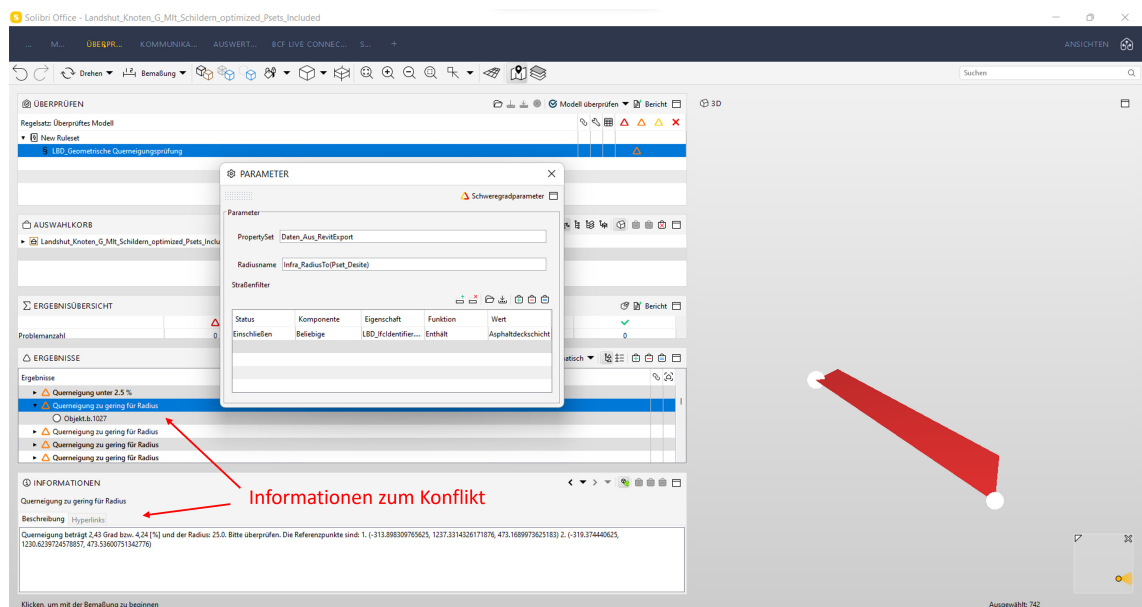 Solibri Office - Landshut_Knoten_G_MIt_Schildern_optimized_Psets_Included
... M... ÜBERPR... KOMMUNIKA... AUSWERT... BCF LIVE CONNEC... S... + ANSICHTEN
Drehen Bemaßung Suchen
ÜBERPRÜFEN Modell überprüfen Bericht 3D
Regelsatz: Überprüftes Modell
New Ruleset
§ LBD_Geometrische Querneigungsprüfung
PARAMETER
Schweregradparameter
Parameter
PropertySet Daten_Aus_RevitExport
Radiusname Infra_RadiusTo(Pset_Desite)
Straßenfilter
Status Komponente Eigenschaft Funktion Wert
Einschließen Beliebige LBD_IfcIdentifier.... Enthält Asphaltdeckschicht
AUSWAHLKORB
Landshut_Knoten_G_MIt_Schildern_optimized_Psets_Inclu
ERGEBNISÜBERSICHT Bericht
Problemanzahl 0 0
ERGEBNISSE atisch
Ergebnisse
Querneigung unter 2.5 %
Querneigung zu gering für Radius
Objekt.b.1027
Querneigung zu gering für Radius
Querneigung zu gering für Radius
Querneigung zu gering für Radius
INFORMATIONEN
Informationen zum Konflikt
Querneigung zu gering für Radius
Beschreibung Hyperlinks
Querneigung beträgt 2,43 Grad bzw. 4,24 [%] und der Radius: 25.0. Bitte überprüfen. Die Referenzpunkte sind: 1. (-313.898309765625, 1237.3314326171876, 473.1689973625183) 2. (-319.374440625,
1230.6239724578857, 473.53600751342776)
Klicken, um mit der Bemaßung zu beginnen Ausgewählt: 742